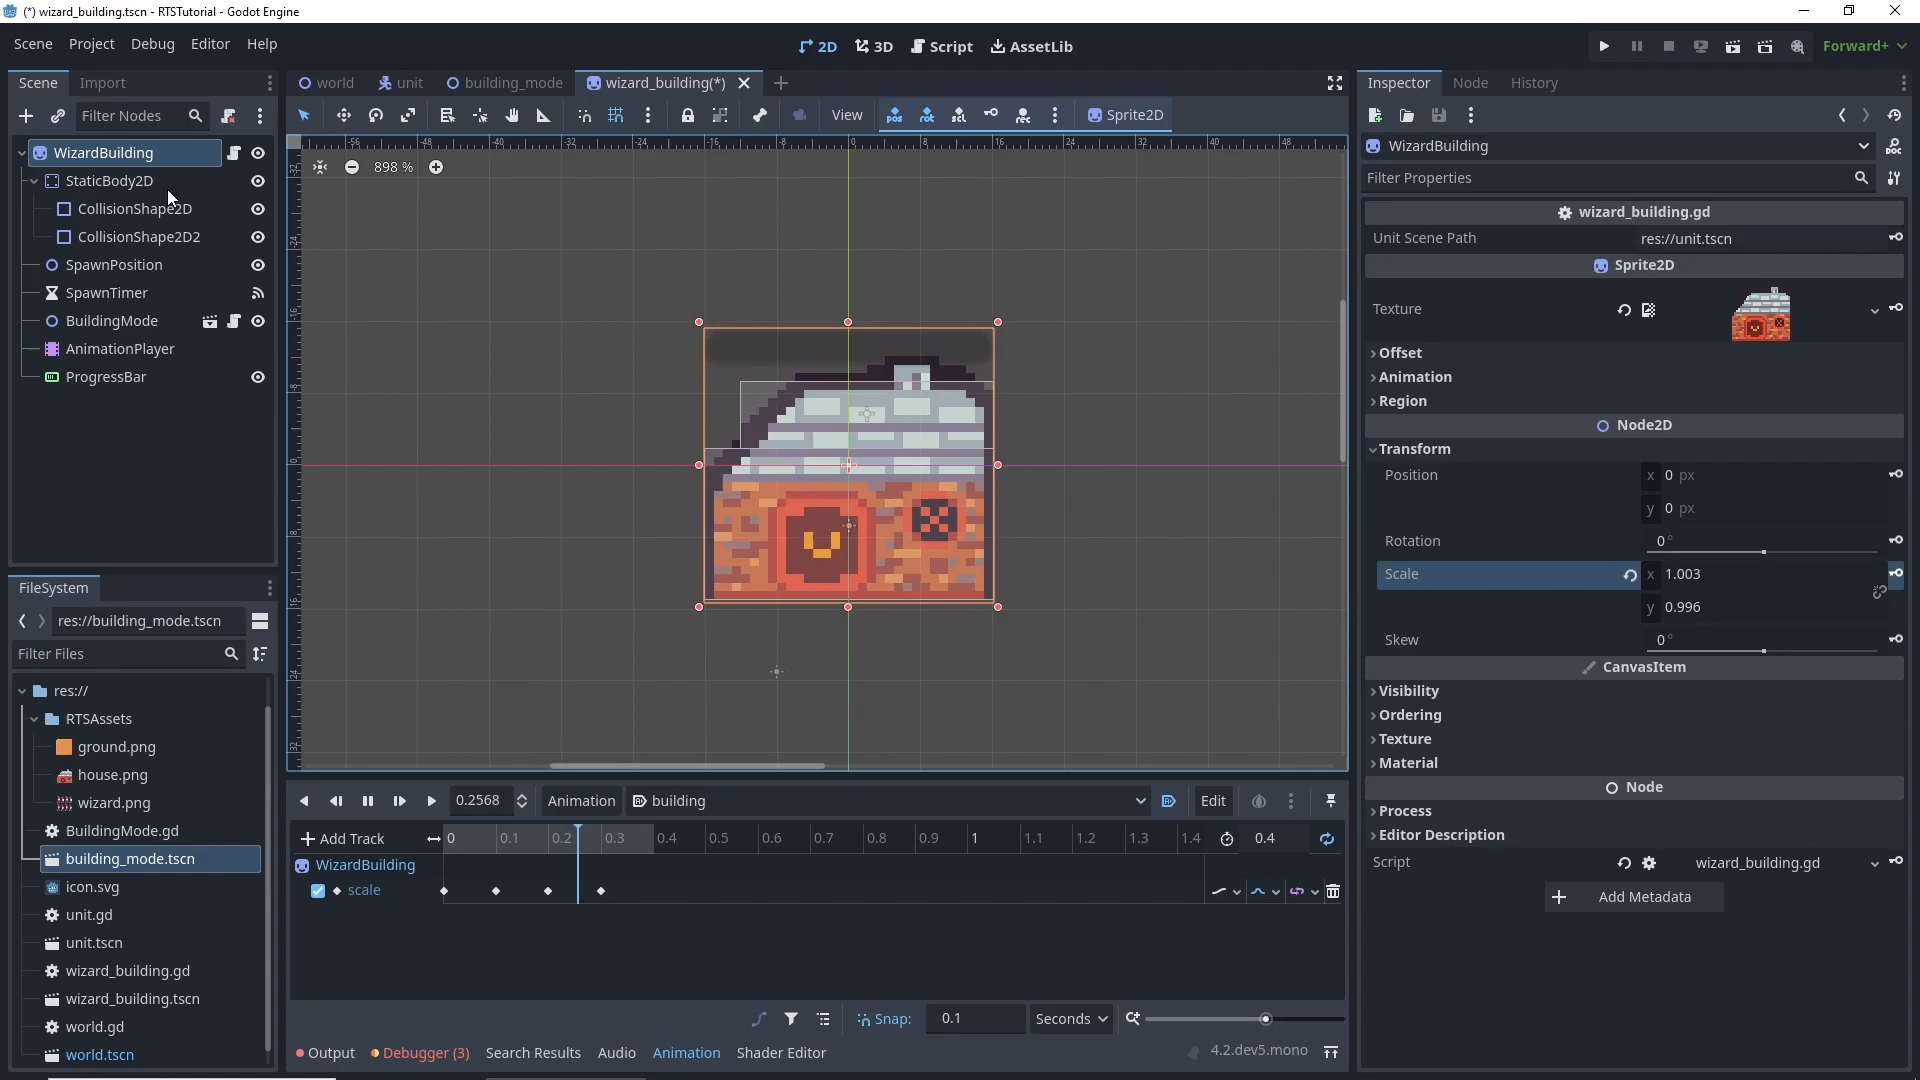 (*) wizard_building.tscn - RTSTutorial - Godot Engine
Scene Project Debug Editor Help
2D 3D Script AssetLib
Forward+
Scene Import
world unit building_mode wizard_building(*)
Inspector Node History
Filter Nodes
View Sprite2D
WizardBuilding
StaticBody2D
CollisionShape2D
CollisionShape2D2
SpawnPosition
SpawnTimer
BuildingMode
AnimationPlayer
ProgressBar
898 %
WizardBuilding
Filter Properties
wizard_building.gd
Unit Scene Path res://unit.tscn
Sprite2D
Texture
Offset
Animation
Region
Node2D
Transform
Position x 0 px
y 0 px
Rotation 0 °
Scale x 1.003
y 0.996
Skew 0 °
CanvasItem
Visibility
Ordering
Texture
Material
Node
Process
Editor Description
Script wizard_building.gd
Add Metadata
FileSystem
res://building_mode.tscn
Filter Files
res://
RTSAssets
ground.png
house.png
wizard.png
BuildingMode.gd
building_mode.tscn
icon.svg
unit.gd
unit.tscn
wizard_building.gd
wizard_building.tscn
world.gd
world.tscn
0.2568 Animation building Edit
Add Track 0 0.1 0.2 0.3 0.4 0.5 0.6 0.7 0.8 0.9 1 1.1 1.2 1.3 1.4 0.4
WizardBuilding
scale
Snap: 0.1 Seconds
Output Debugger (3) Search Results Audio Animation Shader Editor 4.2.dev5.mono